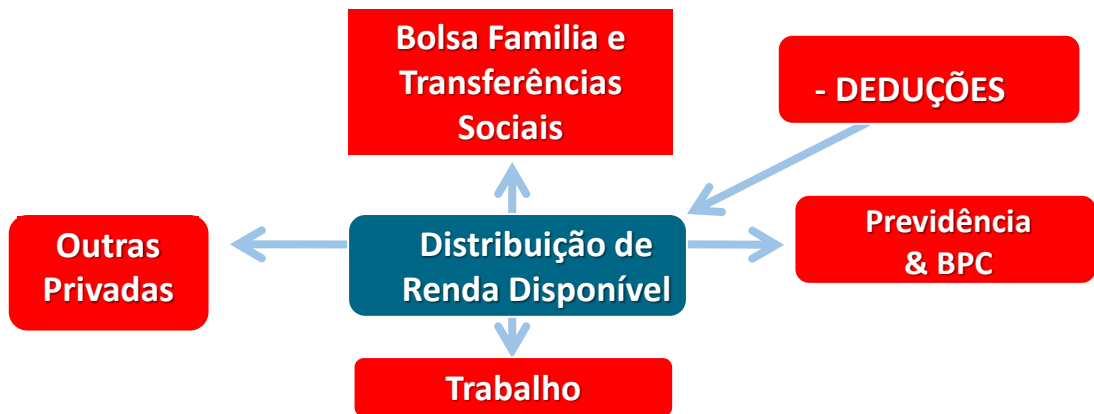 Bolsa Familia e
Transferências
Sociais
- DEDUÇÕES
Outras
Privadas
Distribuição de
Renda Disponível
Previdência
& BPC
Trabalho